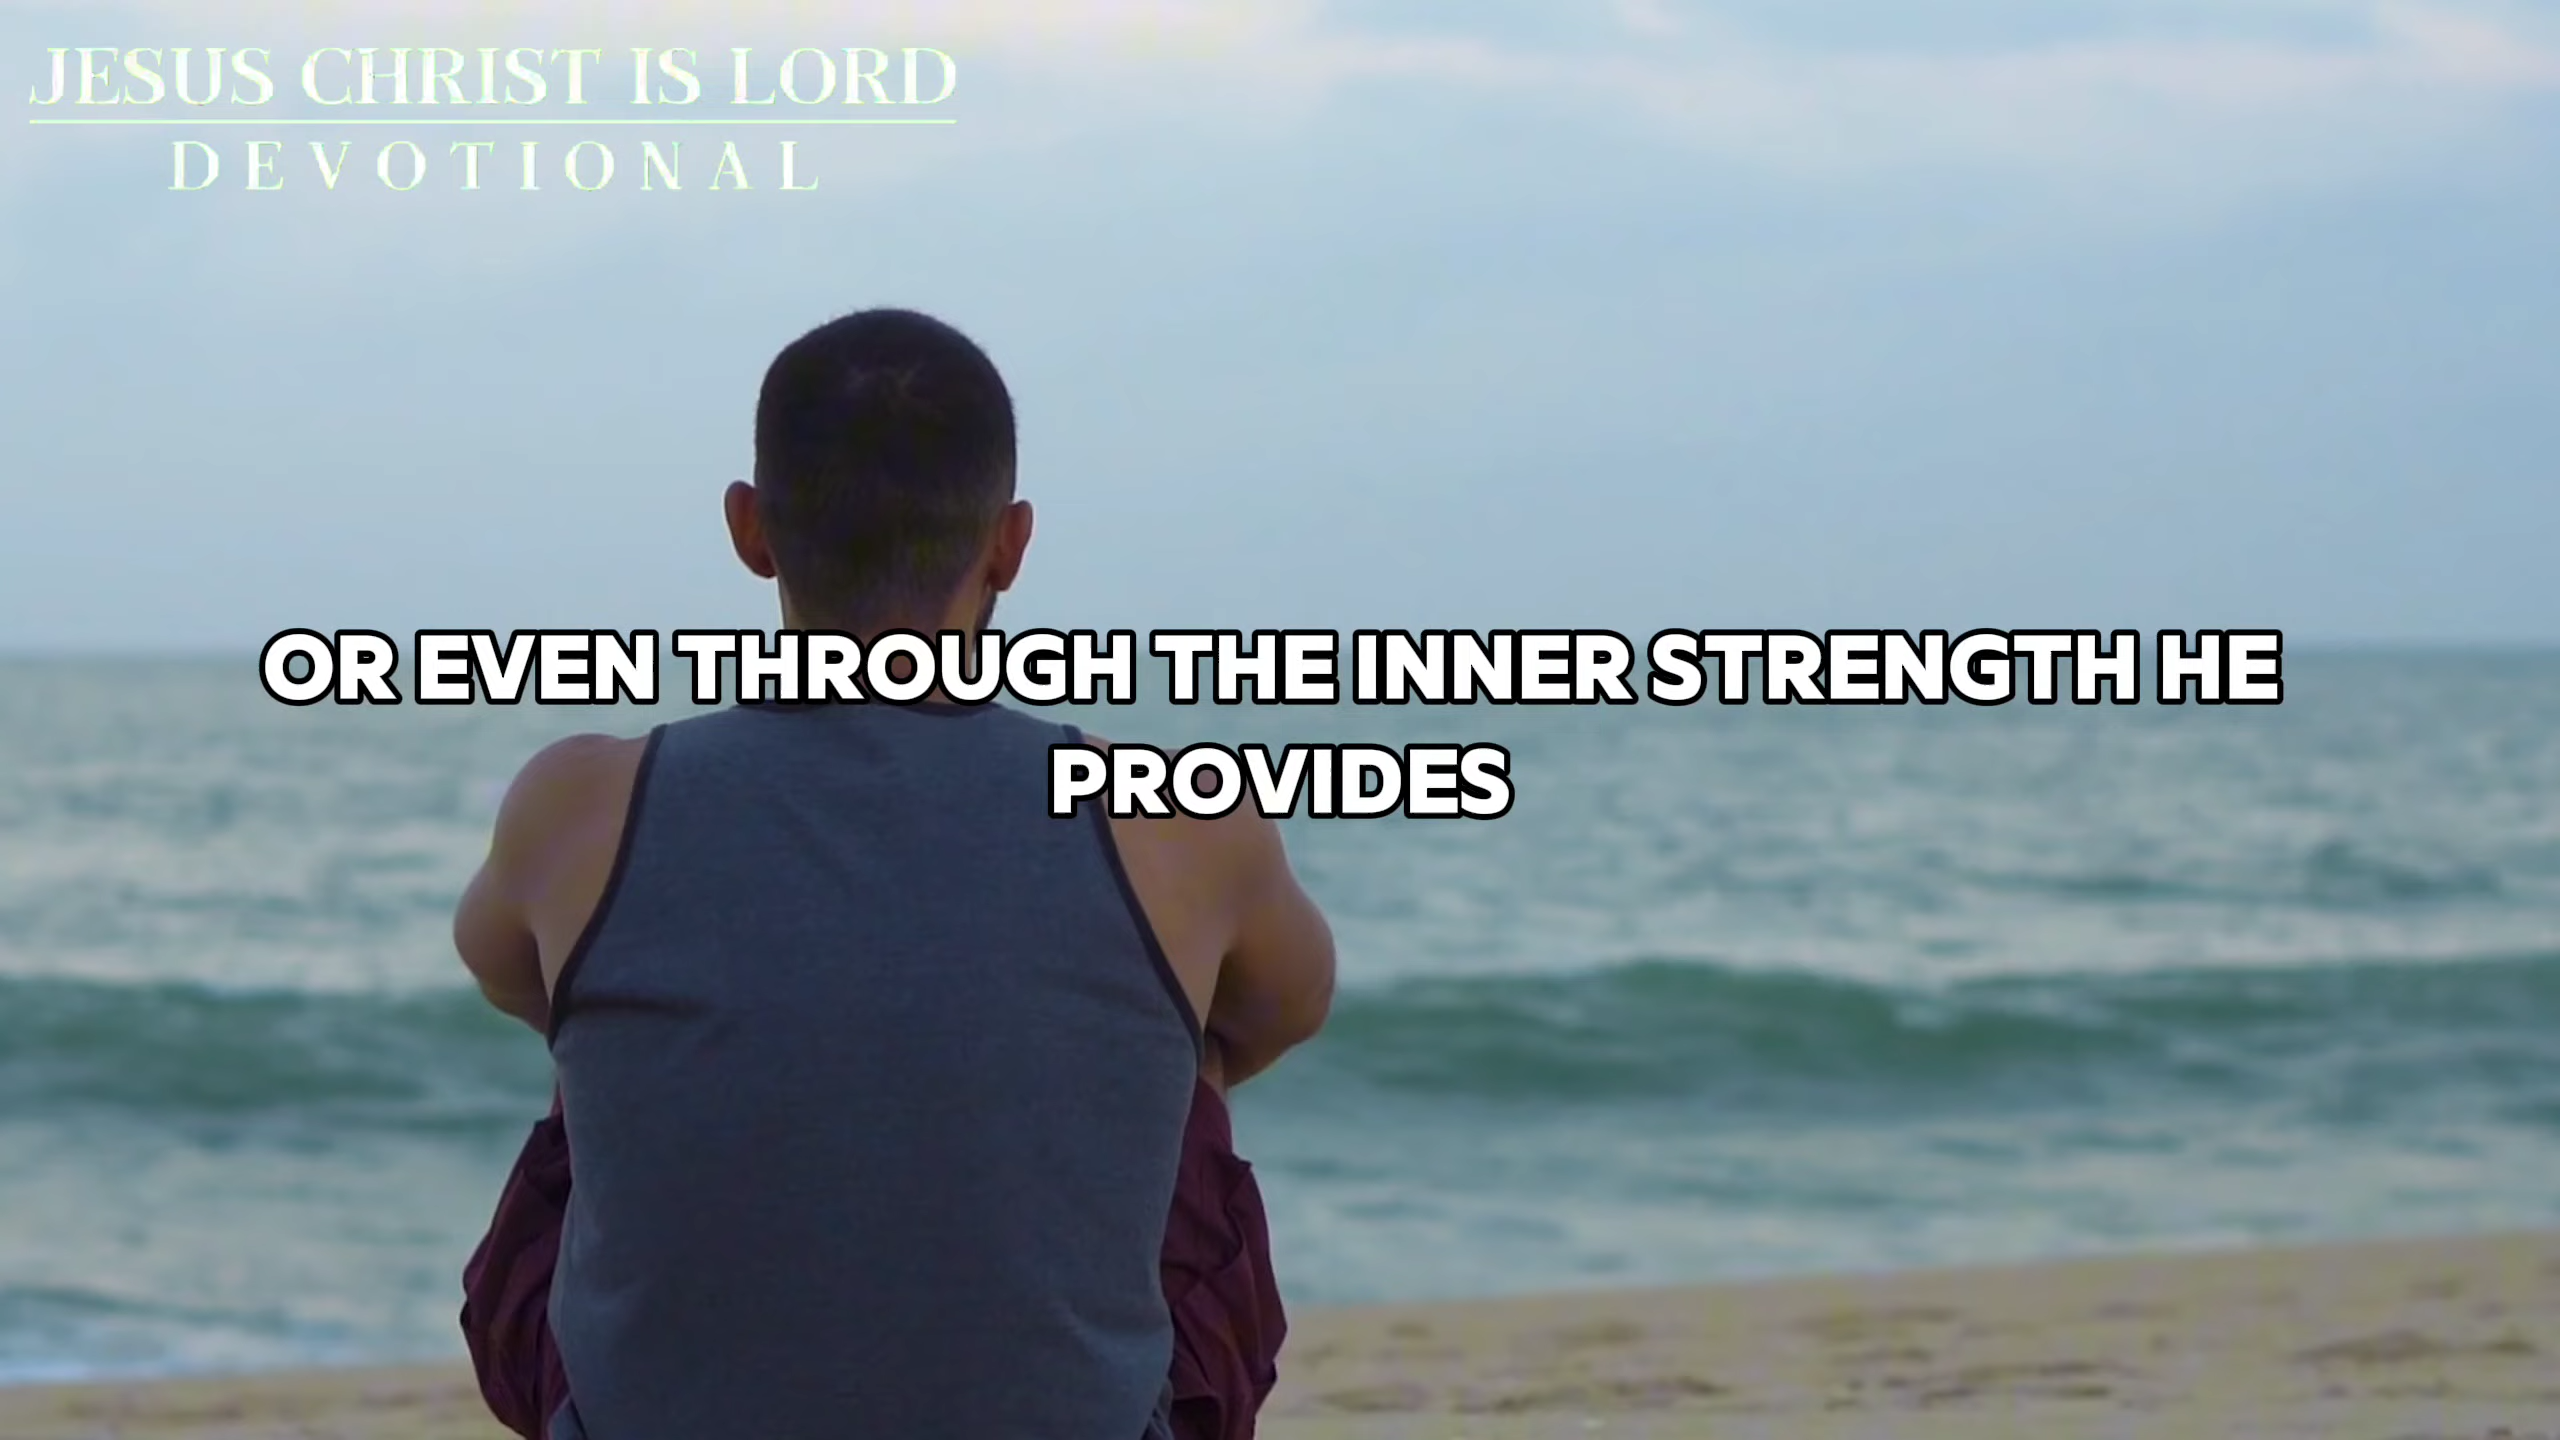 JESUS CHRIST IS LORD
DEVOTIONAL
OR EVEN THROUGH THE INNER STRENGTH HE
PROVIDES